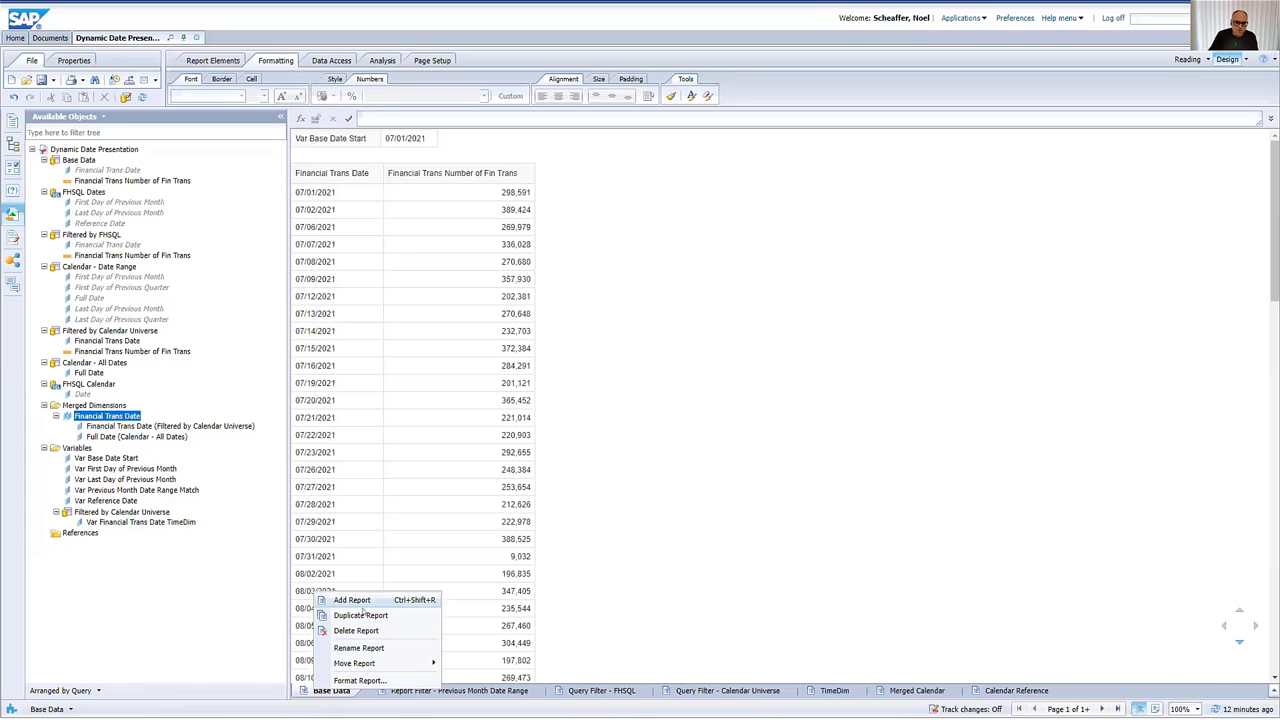 SAP
Welcome: Scheaffer, Noel Applications Preferences Help menu Log off
Home Documents Dynamic Date Presen...
File Properties Report Elements Formatting Data Access Analysis Page Setup Reading Design
Font Border Cell Style Numbers Alignment Size Padding Tools
Custom
Available Objects
Type here to filter tree
Var Base Date Start 07/01/2021
Dynamic Date Presentation
Base Data
Financial Trans Date
Financial Trans Number of Fin Trans
FHSQL Dates
First Day of Previous Month
Last Day of Previous Month
Reference Date
Filtered by FHSQL
Financial Trans Date
Financial Trans Number of Fin Trans
Calendar - Date Range
First Day of Previous Month
First Day of Previous Quarter
Full Date
Last Day of Previous Month
Last Day of Previous Quarter
Filtered by Calendar Universe
Financial Trans Date
Financial Trans Number of Fin Trans
Calendar - All Dates
Full Date
FHSQL Calendar
Date
Merged Dimensions
Financial Trans Date
Financial Trans Date (Filtered by Calendar Universe)
Full Date (Calendar - All Dates)
Variables
Var Base Date Start
Var First Day of Previous Month
Var Last Day of Previous Month
Var Previous Month Date Range Match
Var Reference Date
Filtered by Calendar Universe
Var Financial Trans Date TimeDim
References
Financial Trans Date Financial Trans Number of Fin Trans
07/01/2021 298,591
07/02/2021 389,424
07/06/2021 269,979
07/07/2021 336,028
07/08/2021 270,680
07/09/2021 357,930
07/12/2021 202,381
07/13/2021 270,648
07/14/2021 232,703
07/15/2021 372,384
07/16/2021 284,291
07/19/2021 201,121
07/20/2021 365,452
07/21/2021 221,014
07/22/2021 220,903
07/23/2021 292,655
07/26/2021 248,384
07/27/2021 253,654
07/28/2021 212,626
07/29/2021 222,978
07/30/2021 388,525
07/31/2021 9,032
08/02/2021 196,835
347,405
235,544
267,460
304,449
197,802
269,473
Add Report Ctrl+Shift+R
Duplicate Report
Delete Report
Rename Report
Move Report
Format Report...
Arranged by Query Base Data Report Filter - Previous Month Date Range Query Filter - FHSQL Query Filter - Calendar Universe TimeDim Merged Calendar Calendar Reference
Base Data Track changes: Off Page 1 of 1+ 100% 12 minutes ago